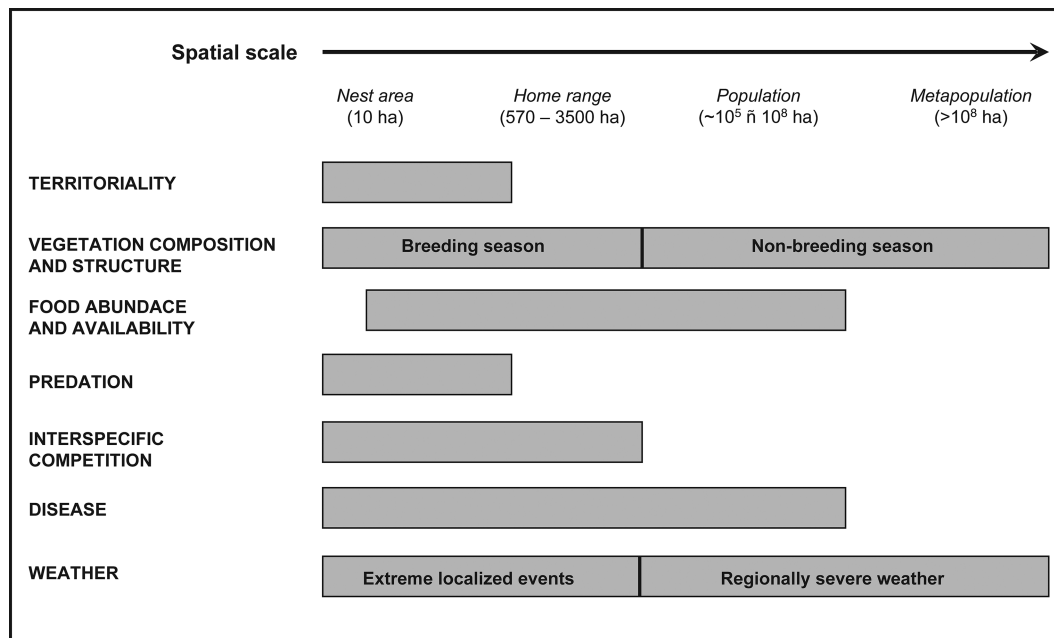 Spatial scale
Nest area Home range Population Metapopulation
(10 ha) (570 – 3500 ha) (~10⁵ ñ 10⁸ ha) (>10⁸ ha)
TERRITORIALITY
VEGETATION COMPOSITION
AND STRUCTURE
Breeding season Non-breeding season
FOOD ABUNDACE
AND AVAILABILITY
PREDATION
INTERSPECIFIC
COMPETITION
DISEASE
WEATHER
Extreme localized events Regionally severe weather